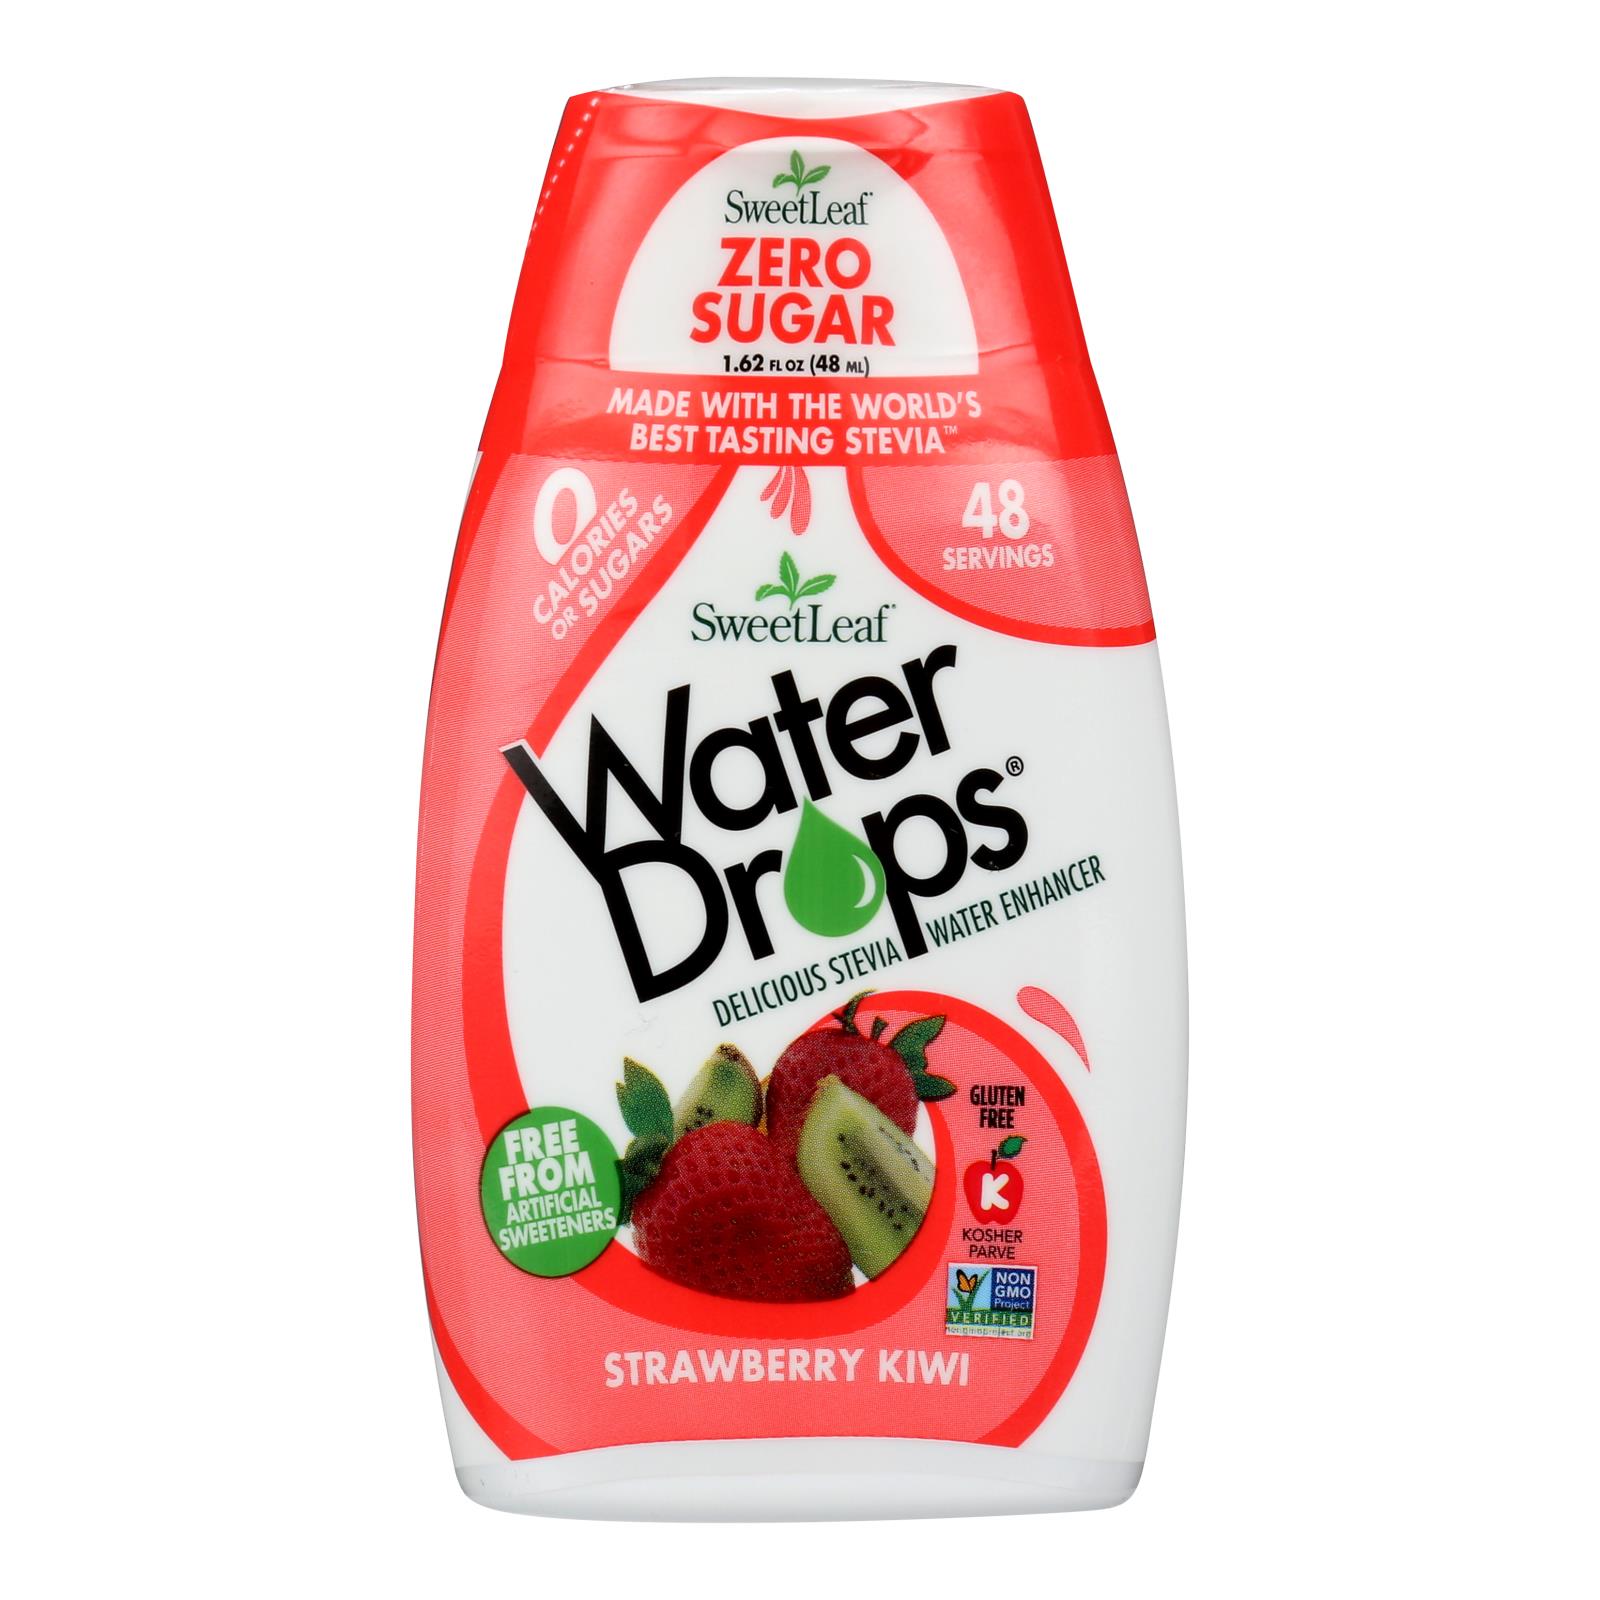 SweetLeaf
ZERO
SUGAR
1.62 FL OZ (48 ML)
MADE WITH THE WORLD'S
BEST TASTING STEVIA™
0
CALORIES
OR SUGARS
48
SERVINGS
SweetLeaf
Water
Drops®
DELICIOUS STEVIA WATER ENHANCER
GLUTEN
FREE
K
KOSHER
PARVE
FREE
FROM
ARTIFICIAL
SWEETENERS
NON
GMO
Project
VERIFIED
nongmoproject.org
STRAWBERRY KIWI